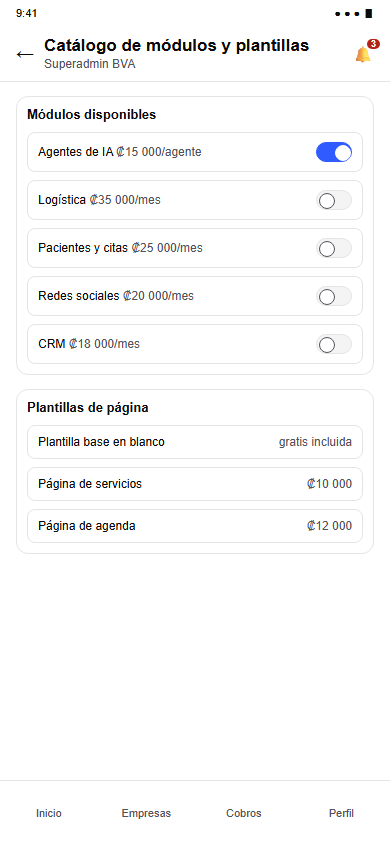 9:41
Catálogo de módulos y plantillas
Superadmin BVA
3
Módulos disponibles
Agentes de IA ₡15 000/agente
Logística ₡35 000/mes
Pacientes y citas ₡25 000/mes
Redes sociales ₡20 000/mes
CRM ₡18 000/mes
Plantillas de página
Plantilla base en blanco gratis incluida
Página de servicios ₡10 000
Página de agenda ₡12 000
Inicio Empresas Cobros Perfil